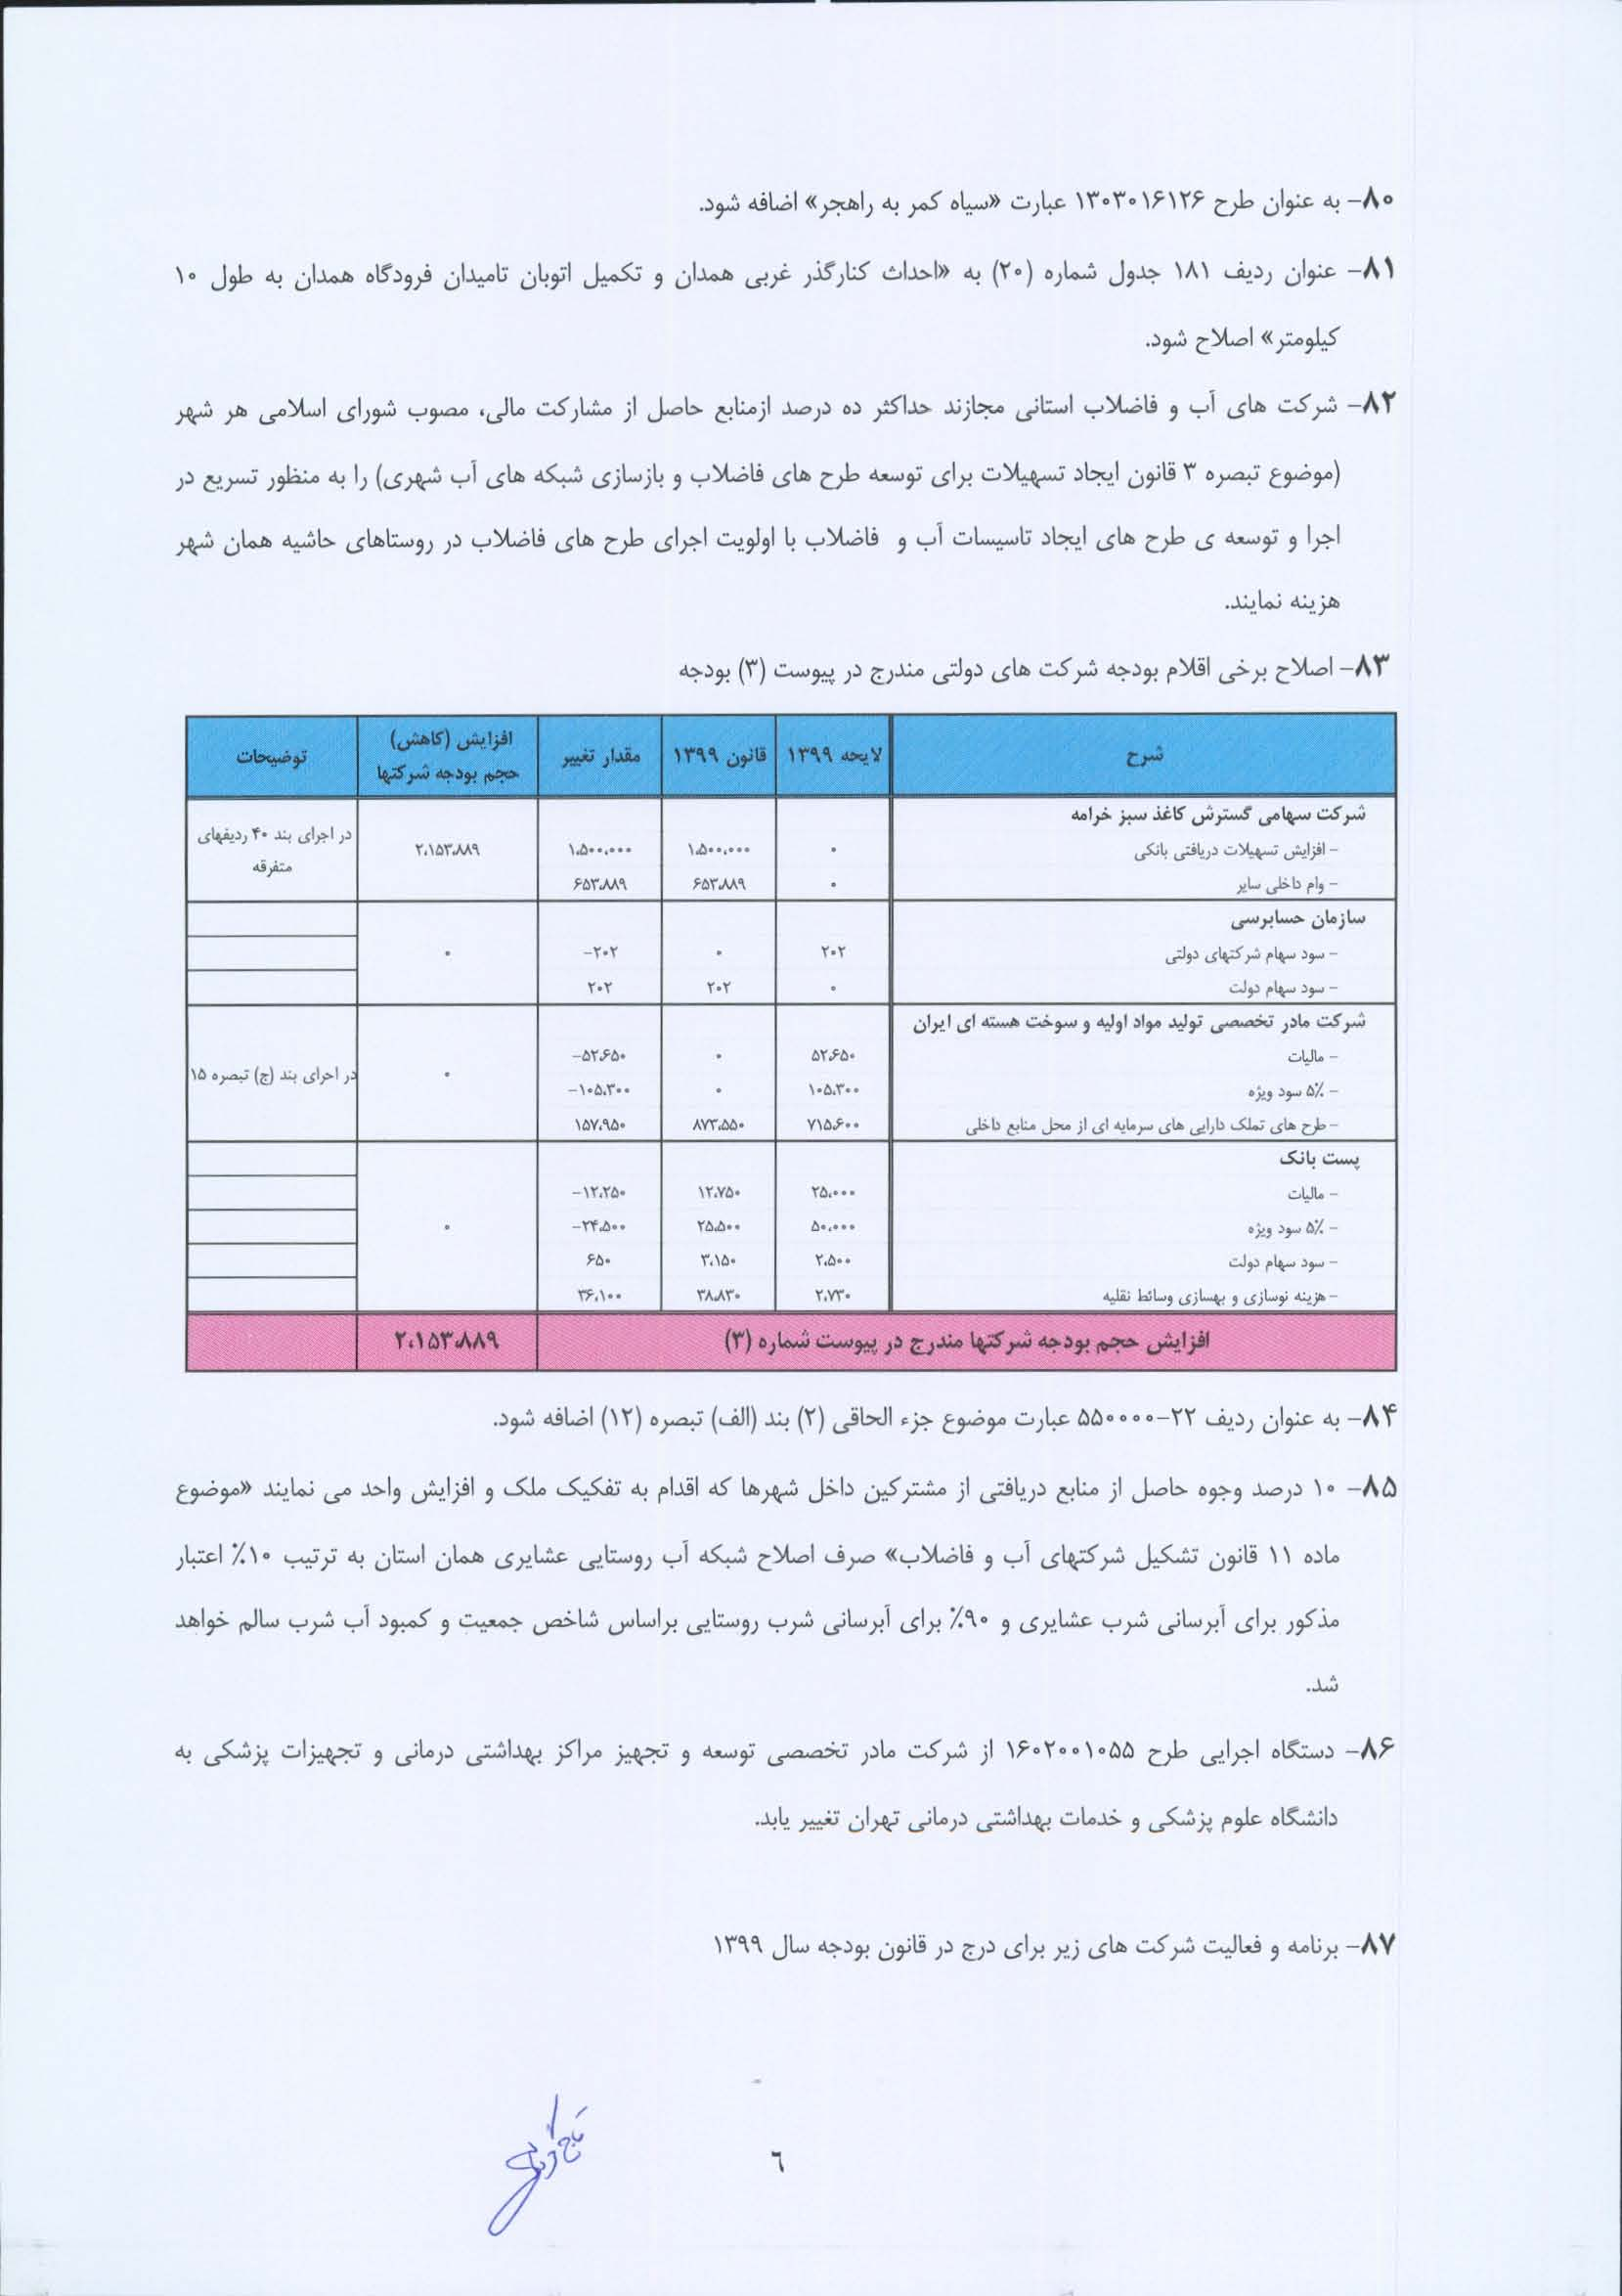 ۸۰- به عنوان طرح ۱۳۰۳۰۱۶۱۲۶ عبارت «سیاه کمر به راهجر» اضافه شود.
۸۱- عنوان ردیف ۱۸۱ جدول شماره (۲۰) به «احداث کنارگذر غربی همدان و تکمیل اتوبان تامیدان فرودگاه همدان به طول ۱۰
کیلومتر» اصلاح شود.
۸۲- شرکت های آب و فاضلاب استانی مجازند حداکثر ده درصد ازمنابع حاصل از مشارکت مالی، مصوب شورای اسلامی هر شهر
(موضوع تبصره ۳ قانون ایجاد تسهیلات برای توسعه طرح های فاضلاب و بازسازی شبکه های آب شهری) را به منظور تسریع در
اجرا و توسعه ی طرح های ایجاد تاسیسات آب و فاضلاب با اولویت اجرای طرح های فاضلاب در روستاهای حاشیه همان شهر
هزینه نمایند.
۸۳- اصلاح برخی اقلام بودجه شرکت های دولتی مندرج در پیوست (۳) بودجه
شرح لایحه ۱۳۹۹ قانون ۱۳۹۹ مقدار تغییر افزایش (کاهش) حجم بودجه شرکتها توضیحات
شرکت سهامی گسترش کاغذ سبز خرامه
- افزایش تسهیلات دریافتی بانکی ۰ ۱،۵۰۰،۰۰۰ ۱،۵۰۰،۰۰۰ ۲،۱۵۳،۸۸۹ در اجرای بند ۴۰ ردیفهای متفرقه
- وام داخلی سایر ۰ ۶۵۳،۸۸۹ ۶۵۳،۸۸۹
سازمان حسابرسی
- سود سهام شرکتهای دولتی ۲۰۲ ۰ -۲۰۲ ۰
- سود سهام دولت ۰ ۲۰۲ ۲۰۲
شرکت مادر تخصصی تولید مواد اولیه و سوخت هسته ای ایران
- مالیات ۵۲،۶۵۰ ۰ -۵۲،۶۵۰ ۰ در اجرای بند (ج) تبصره ۱۵
- ۵٪ سود ویژه ۱۰۵،۳۰۰ ۰ -۱۰۵،۳۰۰
- طرح های تملک دارایی های سرمایه ای از محل منابع داخلی ۷۱۵،۶۰۰ ۸۷۳،۵۵۰ ۱۵۷،۹۵۰
پست بانک
- مالیات ۲۵،۰۰۰ ۱۲،۷۵۰ -۱۲،۲۵۰
- ۵٪ سود ویژه ۵۰،۰۰۰ ۲۵،۵۰۰ -۲۴،۵۰۰ ۰
- سود سهام دولت ۲،۵۰۰ ۳،۱۵۰ ۶۵۰
- هزینه نوسازی و بهسازی وسائط نقلیه ۲،۷۳۰ ۳۸،۸۳۰ ۳۶،۱۰۰
افزایش حجم بودجه شرکتها مندرج در پیوست شماره (۳) ۲،۱۵۳،۸۸۹
۸۴- به عنوان ردیف ۲۲-۵۵۰۰۰۰ عبارت موضوع جزء الحاقی (۲) بند (الف) تبصره (۱۲) اضافه شود.
۸۵- ۱۰ درصد وجوه حاصل از منابع دریافتی از مشترکین داخل شهرها که اقدام به تفکیک ملک و افزایش واحد می نمایند «موضوع
ماده ۱۱ قانون تشکیل شرکتهای آب و فاضلاب» صرف اصلاح شبکه آب روستایی عشایری همان استان به ترتیب ۱۰٪ اعتبار
مذکور برای آبرسانی شرب عشایری و ۹۰٪ برای آبرسانی شرب روستایی براساس شاخص جمعیت و کمبود آب شرب سالم خواهد
شد.
۸۶- دستگاه اجرایی طرح ۱۶۰۲۰۰۱۰۵۵ از شرکت مادر تخصصی توسعه و تجهیز مراکز بهداشتی درمانی و تجهیزات پزشکی به
دانشگاه علوم پزشکی و خدمات بهداشتی درمانی تهران تغییر یابد.
۸۷- برنامه و فعالیت شرکت های زیر برای درج در قانون بودجه سال ۱۳۹۹
٦